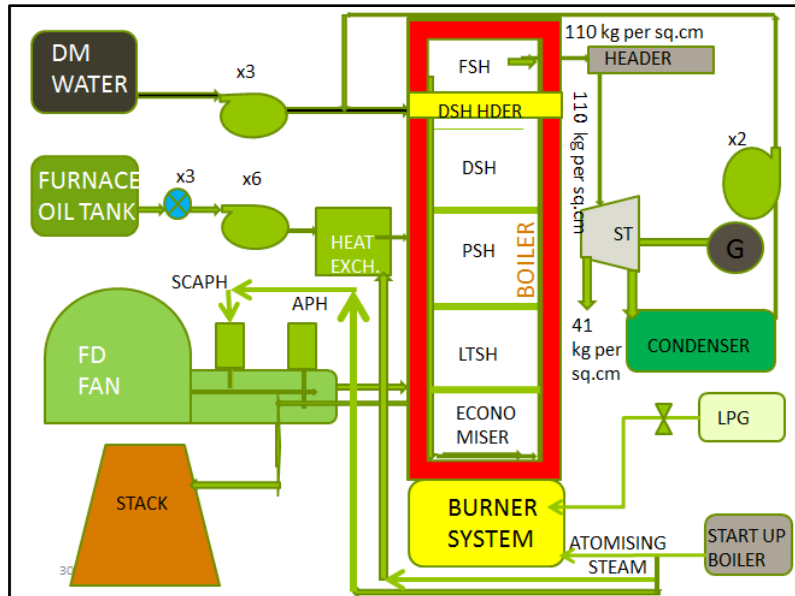 DM
WATER
x3
FURNACE
OIL TANK
x3
x6
HEAT
EXCH.
SCAPH
APH
FD
FAN
STACK
30
FSH
DSH HDER
DSH
PSH
BOILER
LTSH
ECONO
MISER
BURNER
SYSTEM
110 kg per sq.cm
HEADER
110 kg per sq.cm
x2
ST
G
41
kg per
sq.cm
CONDENSER
LPG
ATOMISING
STEAM
START UP
BOILER